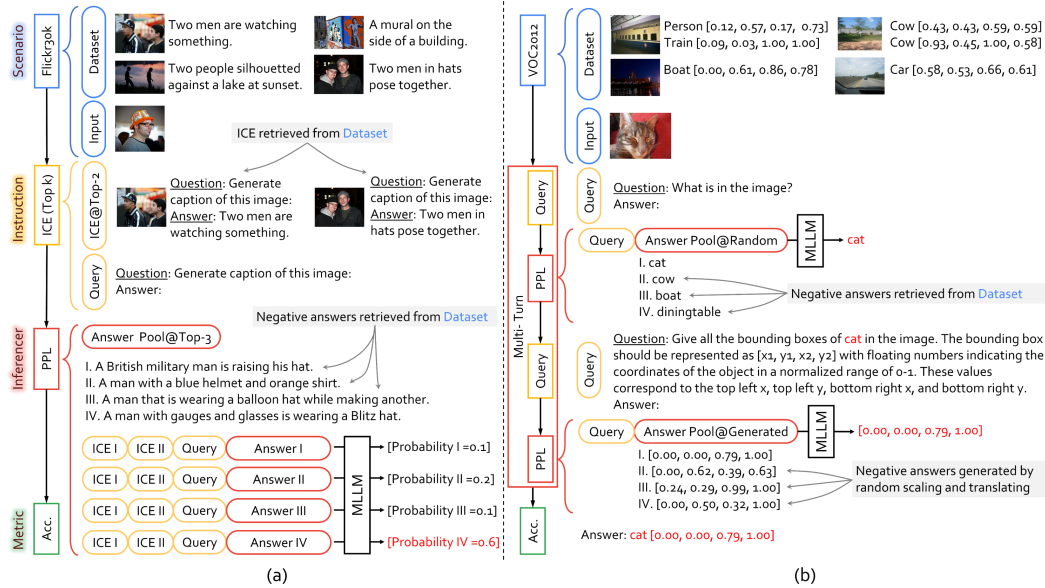 Scenario
Flickr30k
Dataset
Two men are watching
something.
A mural on the
side of a building.
Two people silhouetted
against a lake at sunset.
Two men in hats
pose together.
Input
ICE retrieved from Dataset
Instruction
ICE (Top k)
ICE@Top-2
Question: Generate
caption of this image:
Answer: Two men are
watching something.
Question: Generate
caption of this image:
Answer: Two men in
hats pose together.
Query
Question: Generate caption of this image:
Answer:
Negative answers retrieved from Dataset
Inferencer
PPL
Answer Pool@Top-3
I. A British military man is raising his hat.
II. A man with a blue helmet and orange shirt.
III. A man that is wearing a balloon hat while making another.
IV. A man with gauges and glasses is wearing a Blitz hat.
ICE I ICE II Query Answer I [Probability I =0.1]
ICE I ICE II Query Answer II [Probability II =0.2]
ICE I ICE II Query Answer III [Probability III =0.1]
ICE I ICE II Query Answer IV [Probability IV =0.6]
MLLM
Metric
Acc.
(a)
VOC2012
Dataset
Person [0.12, 0.57, 0.17, 0.73]
Train [0.09, 0.03, 1.00, 1.00]
Cow [0.43, 0.43, 0.59, 0.59]
Cow [0.93, 0.45, 1.00, 0.58]
Boat [0.00, 0.61, 0.86, 0.78]
Car [0.58, 0.53, 0.66, 0.61]
Input
Multi- Turn
Query
Query
Question: What is in the image?
Answer:
PPL
Query Answer Pool@Random MLLM cat
I. cat
II. cow
III. boat
IV. diningtable
Negative answers retrieved from Dataset
Query
Query
Question: Give all the bounding boxes of cat in the image. The bounding box
should be represented as [x1, y1, x2, y2] with floating numbers indicating the
coordinates of the object in a normalized range of 0-1. These values
correspond to the top left x, top left y, bottom right x, and bottom right y.
Answer:
PPL
Query Answer Pool@Generated MLLM [0.00, 0.00, 0.79, 1.00]
I. [0.00, 0.00, 0.79, 1.00]
II. [0.00, 0.62, 0.39, 0.63]
III. [0.24, 0.29, 0.99, 1.00]
IV. [0.00, 0.50, 0.32, 1.00]
Negative answers generated by
random scaling and translating
Acc.
Answer: cat [0.00, 0.00, 0.79, 1.00]
(b)